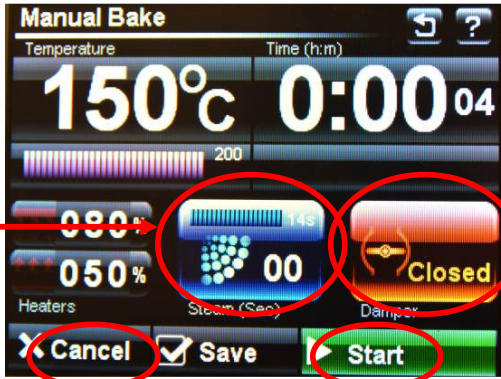 Manual Bake
?
Temperature
Time (h:m)
150°C
0:00 04
200
080%
14s
050%
00
Closed
Heaters
Steam (Sec)
Damper
Cancel
Save
Start